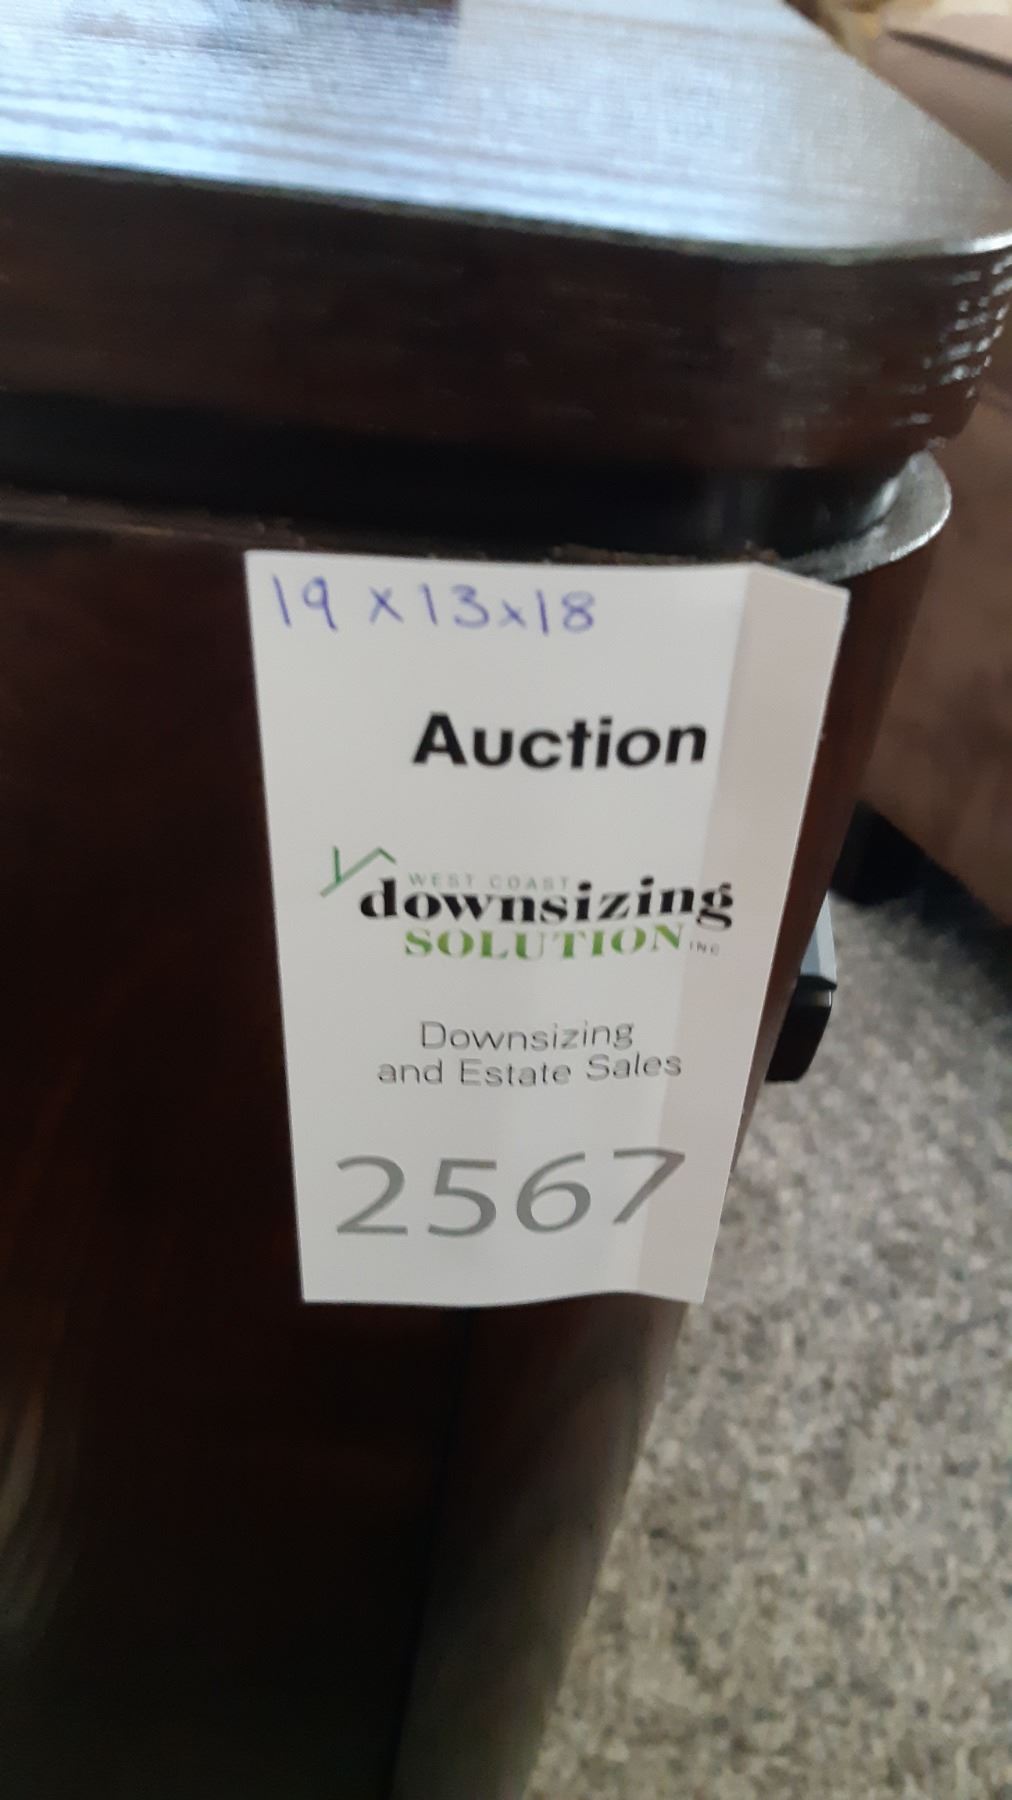 19 x 13 x 18
Auction
WEST COAST
downsizing
SOLUTION INC
Downsizing
and Estate Sales
2567